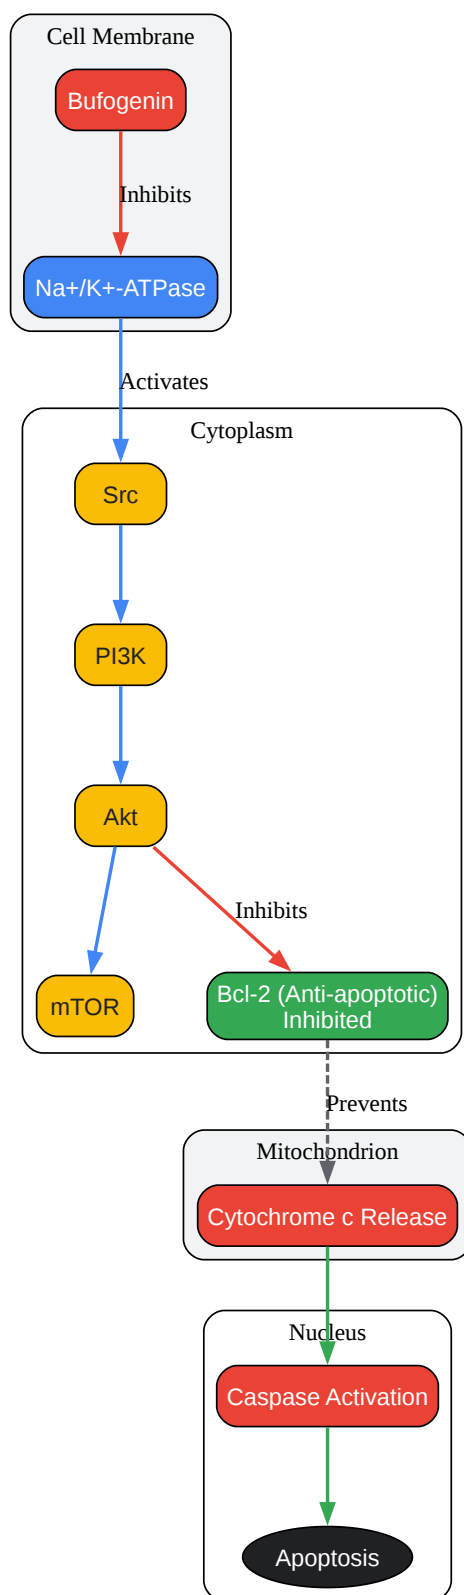 Cell Membrane
Bufogenin
Inhibits
Na+/K+-ATPase
Activates
Cytoplasm
Src
PI3K
Akt
Inhibits
mTOR
Bcl-2 (Anti-apoptotic)
Inhibited
Prevents
Mitochondrion
Cytochrome c Release
Nucleus
Caspase Activation
Apoptosis